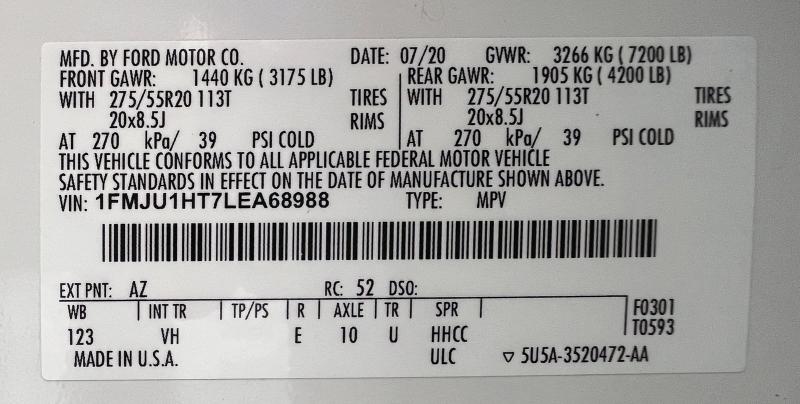 MFD. BY FORD MOTOR CO. DATE: 07/20 GVWR: 3266 KG ( 7200 LB)
FRONT GAWR: 1440 KG ( 3175 LB) REAR GAWR: 1905 KG ( 4200 LB)
WITH 275/55R20 113T TIRES WITH 275/55R20 113T TIRES
20x8.5J RIMS 20x8.5J RIMS
AT 270 kPa/ 39 PSI COLD AT 270 kPa/ 39 PSI COLD
THIS VEHICLE CONFORMS TO ALL APPLICABLE FEDERAL MOTOR VEHICLE
SAFETY STANDARDS IN EFFECT ON THE DATE OF MANUFACTURE SHOWN ABOVE.
VIN: 1FMJU1HT7LEA68988 TYPE: MPV
EXT PNT: AZ RC: 52 DSO:
WB INT TR TP/PS R AXLE TR SPR F0301
123 VH E 10 U HHCC T0593
MADE IN U.S.A. ULC ▽ 5U5A-3520472-AA